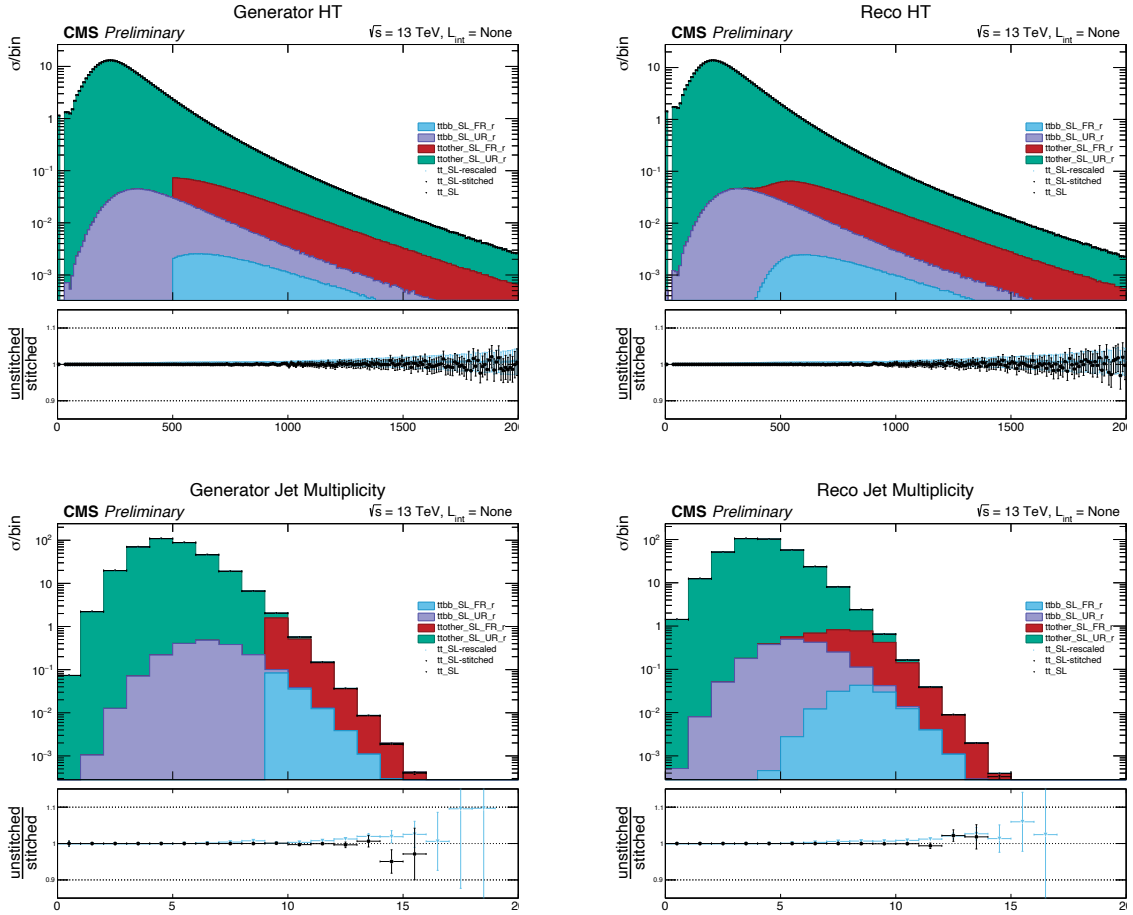 Generator HT
CMS Preliminary
√s = 13 TeV, L_int = None
σ/bin
10
1
10⁻¹
10⁻²
10⁻³
ttbb_SL_FR_r
ttbb_SL_UR_r
ttother_SL_FR_r
ttother_SL_UR_r
tt_SL-rescaled
tt_SL-stitched
tt_SL
unstitched
stitched
1.1
1
0.9
0 500 1000 1500 200
Reco HT
CMS Preliminary
√s = 13 TeV, L_int = None
σ/bin
10
1
10⁻¹
10⁻²
10⁻³
ttbb_SL_FR_r
ttbb_SL_UR_r
ttother_SL_FR_r
ttother_SL_UR_r
tt_SL-rescaled
tt_SL-stitched
tt_SL
unstitched
stitched
1.1
1
0.9
0 500 1000 1500 200
Generator Jet Multiplicity
CMS Preliminary
√s = 13 TeV, L_int = None
σ/bin
10²
10
1
10⁻¹
10⁻²
10⁻³
ttbb_SL_FR_r
ttbb_SL_UR_r
ttother_SL_FR_r
ttother_SL_UR_r
tt_SL-rescaled
tt_SL-stitched
tt_SL
unstitched
stitched
1.1
1
0.9
0 5 10 15 20
Reco Jet Multiplicity
CMS Preliminary
√s = 13 TeV, L_int = None
σ/bin
10²
10
1
10⁻¹
10⁻²
10⁻³
ttbb_SL_FR_r
ttbb_SL_UR_r
ttother_SL_FR_r
ttother_SL_UR_r
tt_SL-rescaled
tt_SL-stitched
tt_SL
unstitched
stitched
1.1
1
0.9
0 5 10 15 20